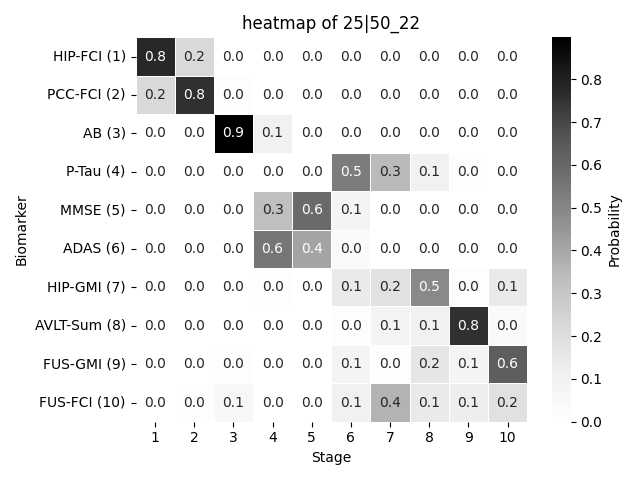 heatmap of 25|50_22
HIP-FCI (1) 0.8 0.2 0.0 0.0 0.0 0.0 0.0 0.0 0.0 0.0
PCC-FCI (2) 0.2 0.8 0.0 0.0 0.0 0.0 0.0 0.0 0.0 0.0
AB (3) 0.0 0.0 0.9 0.1 0.0 0.0 0.0 0.0 0.0 0.0
P-Tau (4) 0.0 0.0 0.0 0.0 0.0 0.5 0.3 0.1 0.0 0.0
MMSE (5) 0.0 0.0 0.0 0.3 0.6 0.1 0.0 0.0 0.0 0.0
ADAS (6) 0.0 0.0 0.0 0.6 0.4 0.0 0.0 0.0 0.0 0.0
HIP-GMI (7) 0.0 0.0 0.0 0.0 0.0 0.1 0.2 0.5 0.0 0.1
AVLT-Sum (8) 0.0 0.0 0.0 0.0 0.0 0.0 0.1 0.1 0.8 0.0
FUS-GMI (9) 0.0 0.0 0.0 0.0 0.0 0.1 0.0 0.2 0.1 0.6
FUS-FCI (10) 0.0 0.0 0.1 0.0 0.0 0.1 0.4 0.1 0.1 0.2
1 2 3 4 5 6 7 8 9 10
Stage
Biomarker
0.8
0.7
0.6
0.5
0.4
0.3
0.2
0.1
0.0
Probability